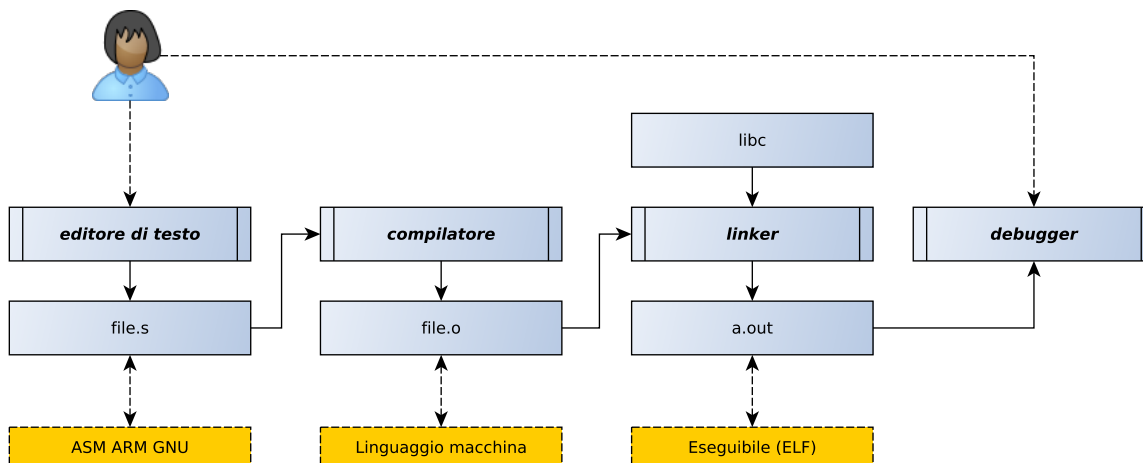 libc
editore di testo
compilatore
linker
debugger
file.s
file.o
a.out
ASM ARM GNU
Linguaggio macchina
Eseguibile (ELF)